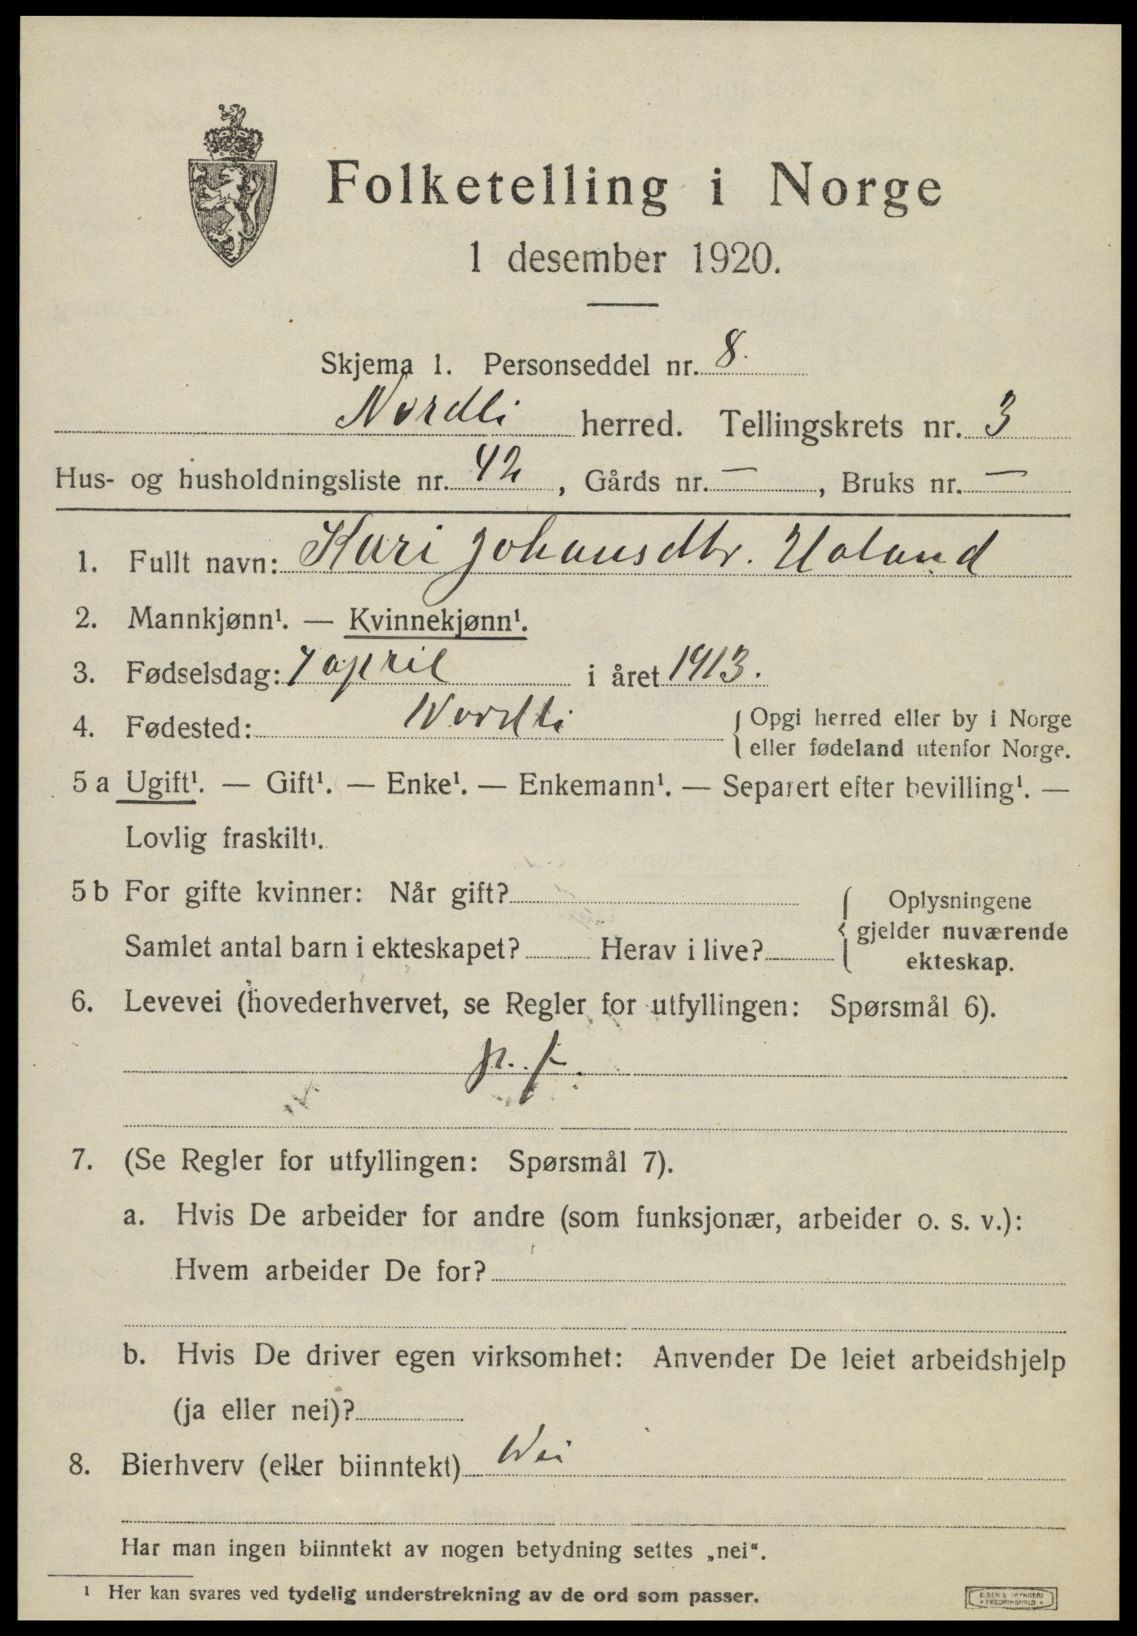 Folketelling i Norge
1 desember 1920.
Skjema 1. Personseddel nr. 8.
Nordli herred. Tellingskrets nr. 3
Hus- og husholdningsliste nr. 42, Gårds nr. —, Bruks nr. —
1. Fullt navn: Kari Johansdtr. Holand
2. Mannkjønn¹. — Kvinnekjønn¹.
3. Fødselsdag: 7 april i året 1913.
4. Fødested: Nordli { Opgi herred eller by i Norge
eller fødeland utenfor Norge.
5 a Ugift¹. — Gift¹. — Enke¹. — Enkemann¹. — Separert efter bevilling¹. —
Lovlig fraskilt¹.
5 b For gifte kvinner: Når gift?
Samlet antal barn i ekteskapet? Herav i live?
{ Oplysningene
gjelder nuværende
ekteskap.
6. Levevei (hovederhvervet, se Regler for utfyllingen: Spørsmål 6).
p. f.
7. (Se Regler for utfyllingen: Spørsmål 7).
a. Hvis De arbeider for andre (som funksjonær, arbeider o. s. v.):
Hvem arbeider De for?
b. Hvis De driver egen virksomhet: Anvender De leiet arbeidshjelp
(ja eller nei)?
8. Bierhverv (eller biinntekt) Nei
Har man ingen biinntekt av nogen betydning settes „nei“.
¹ Her kan svares ved tydelig understrekning av de ord som passer.